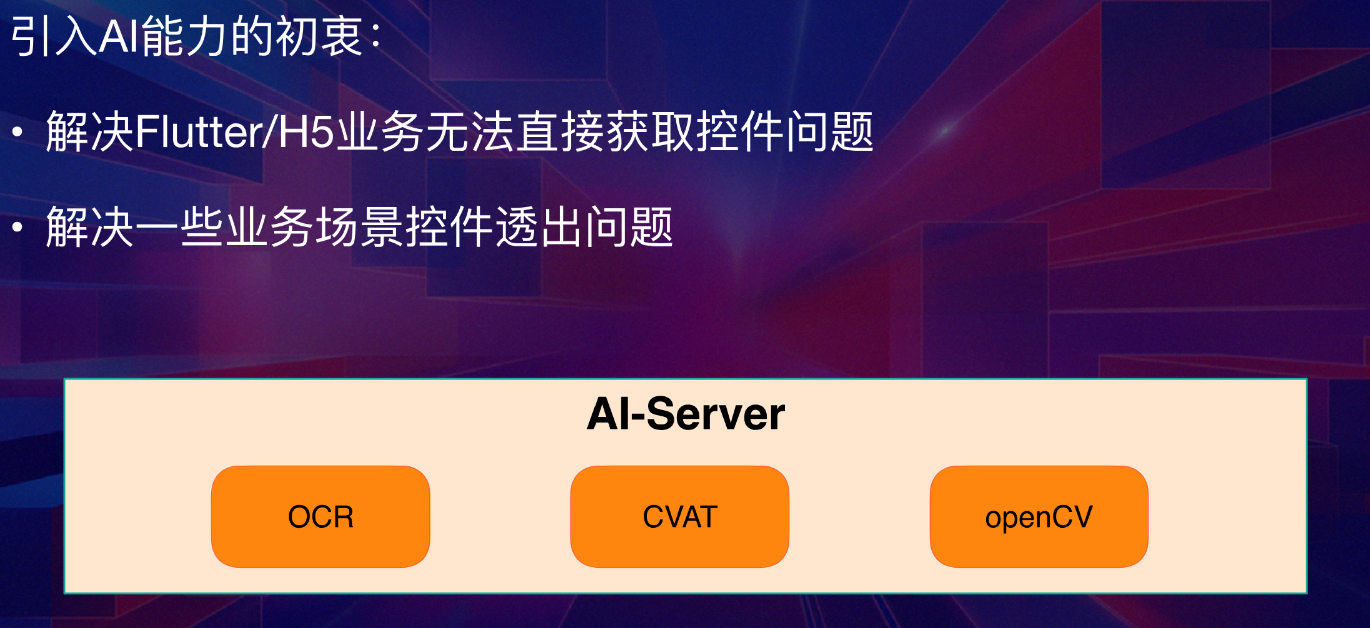 引入AI能力的初衷：
• 解决Flutter/H5业务无法直接获取控件问题
• 解决一些业务场景控件透出问题
AI-Server
OCR
CVAT
openCV